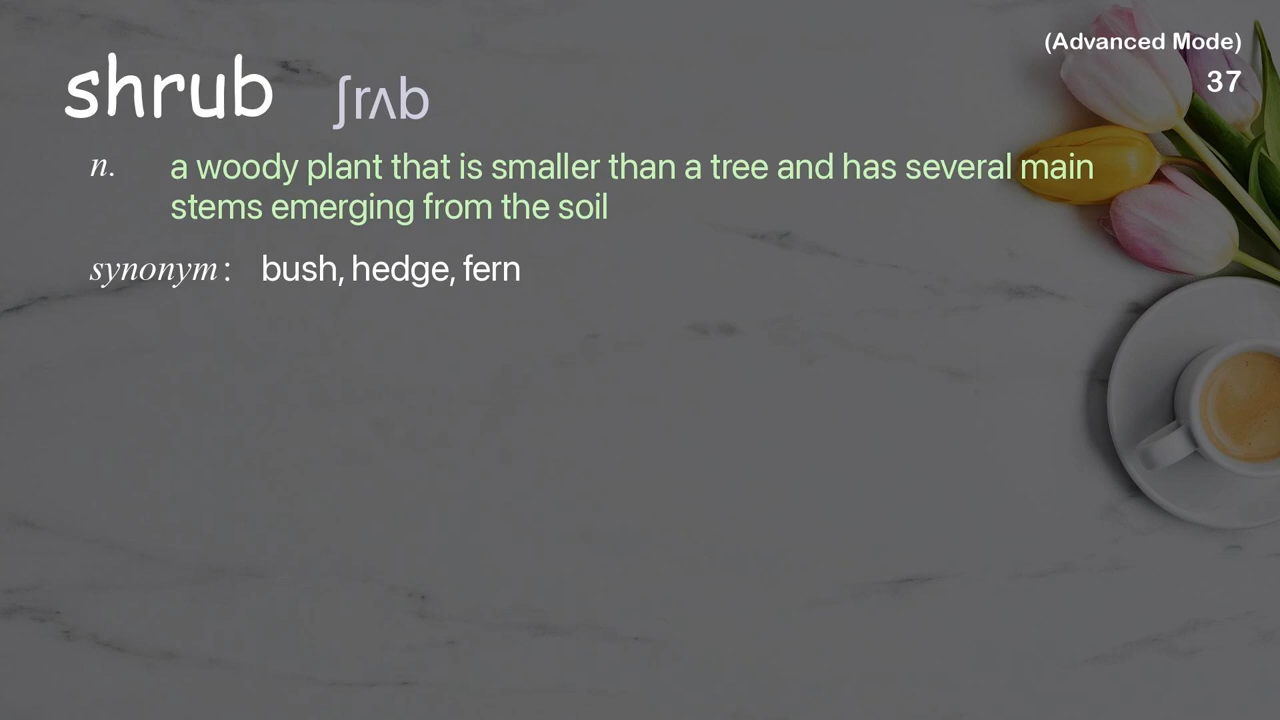 (Advanced Mode)
37
shrub ʃrʌb
n. a woody plant that is smaller than a tree and has several main
stems emerging from the soil
synonym: bush, hedge, fern